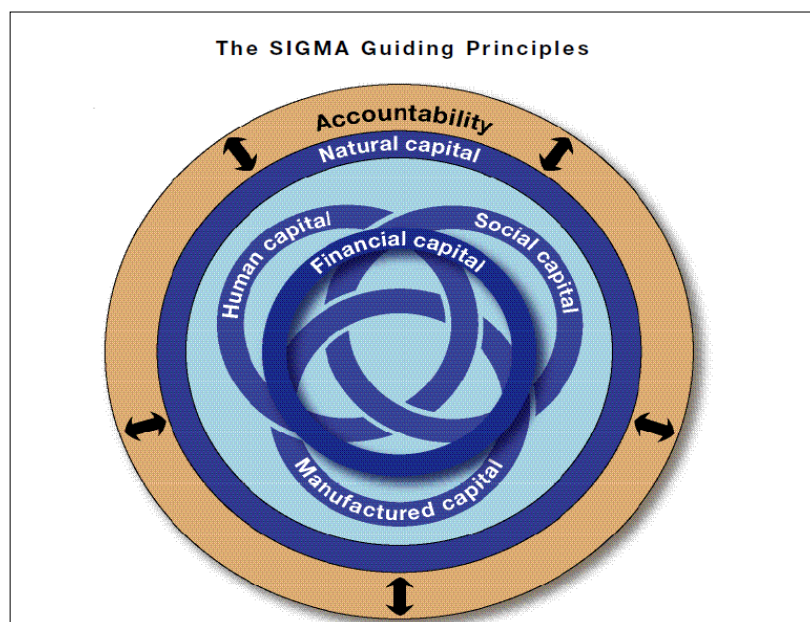 The SIGMA Guiding Principles
Accountability
Natural capital
Human capital
Social capital
Financial capital
Manufactured capital